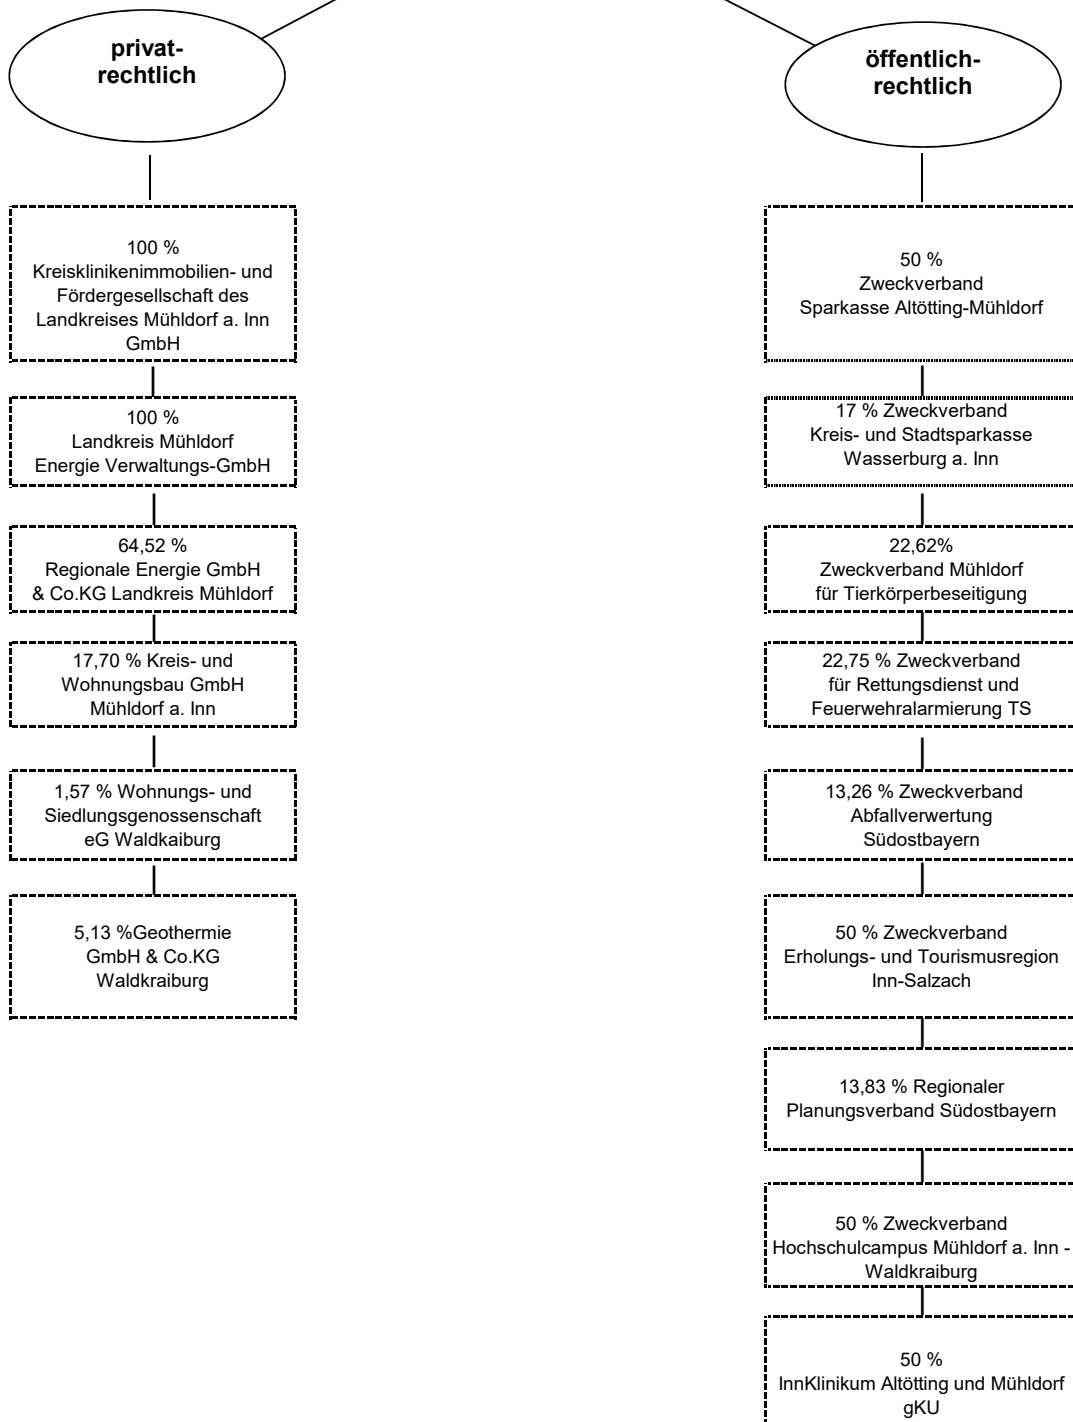 privat-
rechtlich
100 %
Kreisklinikenimmobilien- und
Fördergesellschaft des
Landkreises Mühldorf a. Inn
GmbH
100 %
Landkreis Mühldorf
Energie Verwaltungs-GmbH
64,52 %
Regionale Energie GmbH
& Co.KG Landkreis Mühldorf
17,70 % Kreis- und
Wohnungsbau GmbH
Mühldorf a. Inn
1,57 % Wohnungs- und
Siedlungsgenossenschaft
eG Waldkaiburg
5,13 %Geothermie
GmbH & Co.KG
Waldkraiburg
öffentlich-
rechtlich
50 %
Zweckverband
Sparkasse Altötting-Mühldorf
17 % Zweckverband
Kreis- und Stadtsparkasse
Wasserburg a. Inn
22,62%
Zweckverband Mühldorf
für Tierkörperbeseitigung
22,75 % Zweckverband
für Rettungsdienst und
Feuerwehralarmierung TS
13,26 % Zweckverband
Abfallverwertung
Südostbayern
50 % Zweckverband
Erholungs- und Tourismusregion
Inn-Salzach
13,83 % Regionaler
Planungsverband Südostbayern
50 % Zweckverband
Hochschulcampus Mühldorf a. Inn -
Waldkraiburg
50 %
InnKlinikum Altötting und Mühldorf
gKU